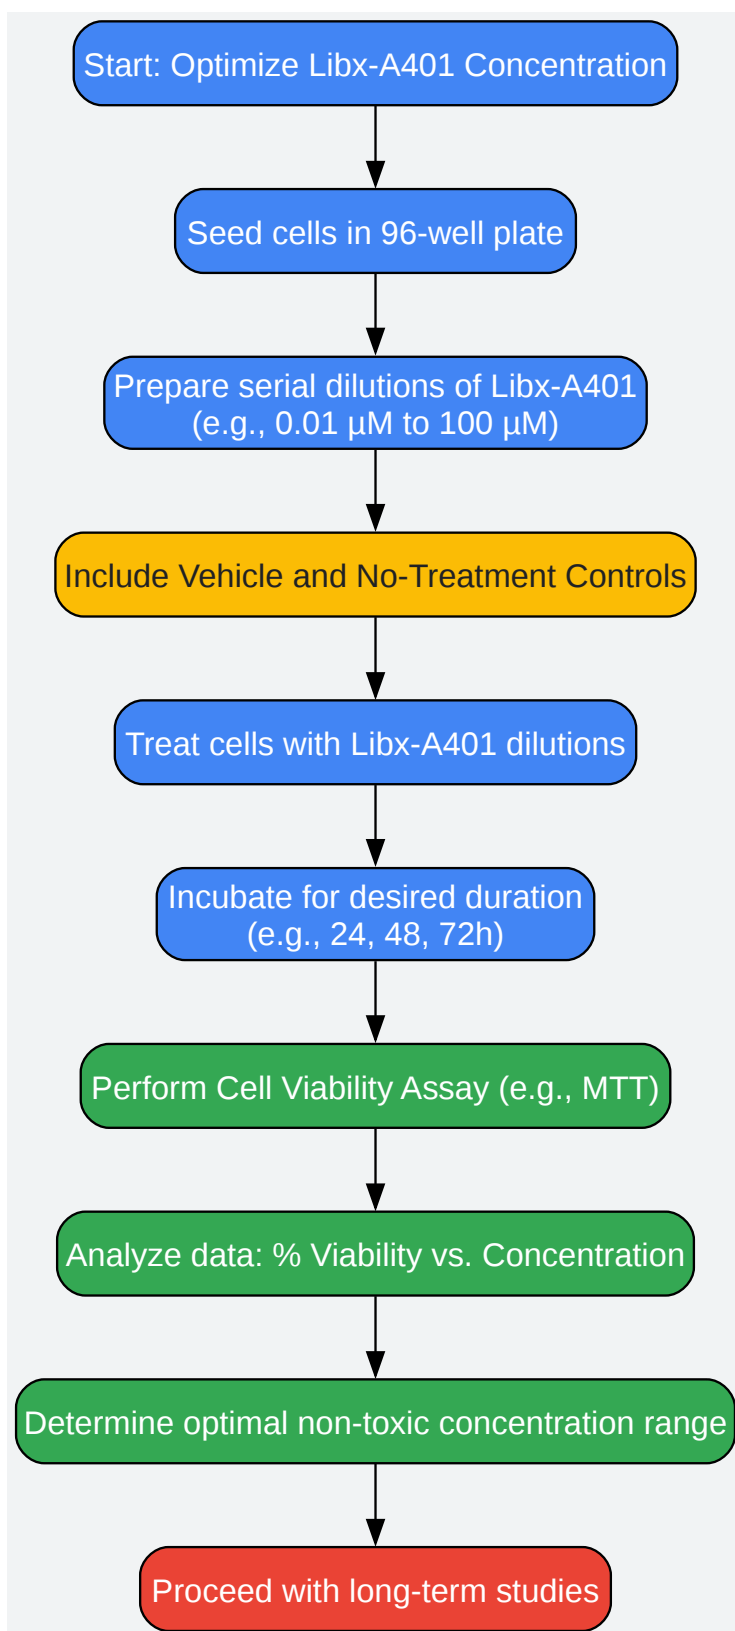 Start: Optimize Libx-A401 Concentration
Seed cells in 96-well plate
Prepare serial dilutions of Libx-A401
(e.g., 0.01 µM to 100 µM)
Include Vehicle and No-Treatment Controls
Treat cells with Libx-A401 dilutions
Incubate for desired duration
(e.g., 24, 48, 72h)
Perform Cell Viability Assay (e.g., MTT)
Analyze data: % Viability vs. Concentration
Determine optimal non-toxic concentration range
Proceed with long-term studies